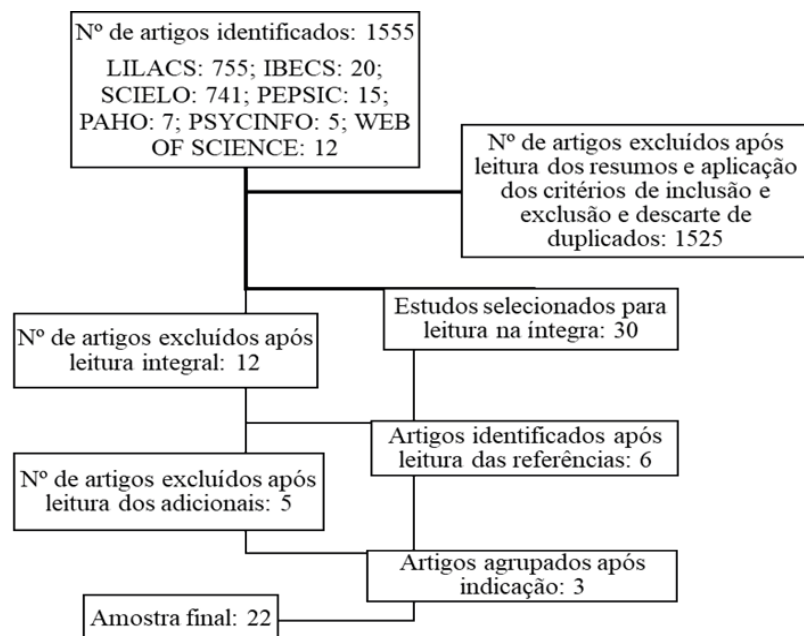 Nº de artigos identificados: 1555
LILACS: 755; IBECS: 20;
SCIELO: 741; PEPSIC: 15;
PAHO: 7; PSYCINFO: 5; WEB
OF SCIENCE: 12
Nº de artigos excluídos após
leitura dos resumos e aplicação
dos critérios de inclusão e
exclusão e descarte de
duplicados: 1525
Estudos selecionados para
leitura na íntegra: 30
Nº de artigos excluídos após
leitura integral: 12
Artigos identificados após
leitura das referências: 6
Nº de artigos excluídos após
leitura dos adicionais: 5
Artigos agrupados após
indicação: 3
Amostra final: 22